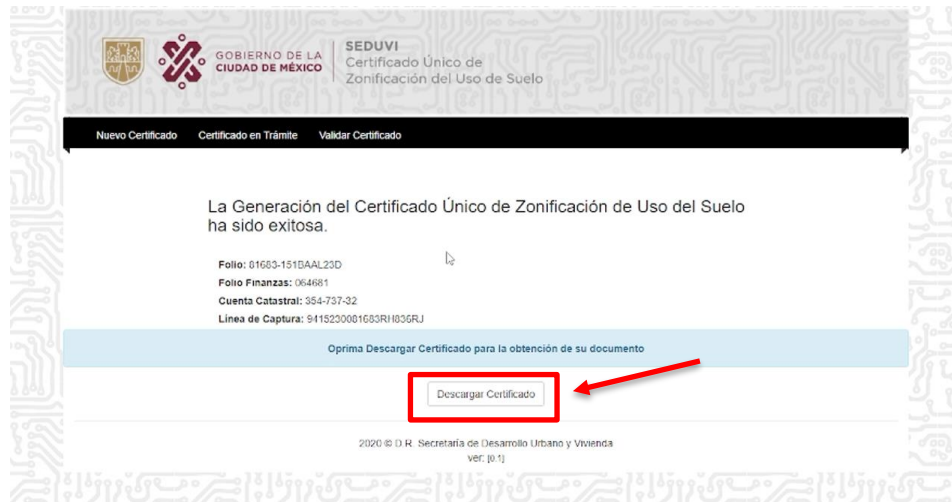 GOBIERNO DE LA
CIUDAD DE MÉXICO
SEDUVI
Certificado Único de
Zonificación del Uso de Suelo
Nuevo Certificado Certificado en Trámite Validar Certificado
La Generación del Certificado Único de Zonificación de Uso del Suelo
ha sido exitosa.
Folio: 81683-151BAAL23D
Folio Finanzas: 064681
Cuenta Catastral: 354-737-32
Linea de Captura: 9415230081683RH836RJ
Oprima Descargar Certificado para la obtención de su documento
Descargar Certificado
2020 © D.R. Secretaría de Desarrollo Urbano y Vivienda
ver. [0.1]